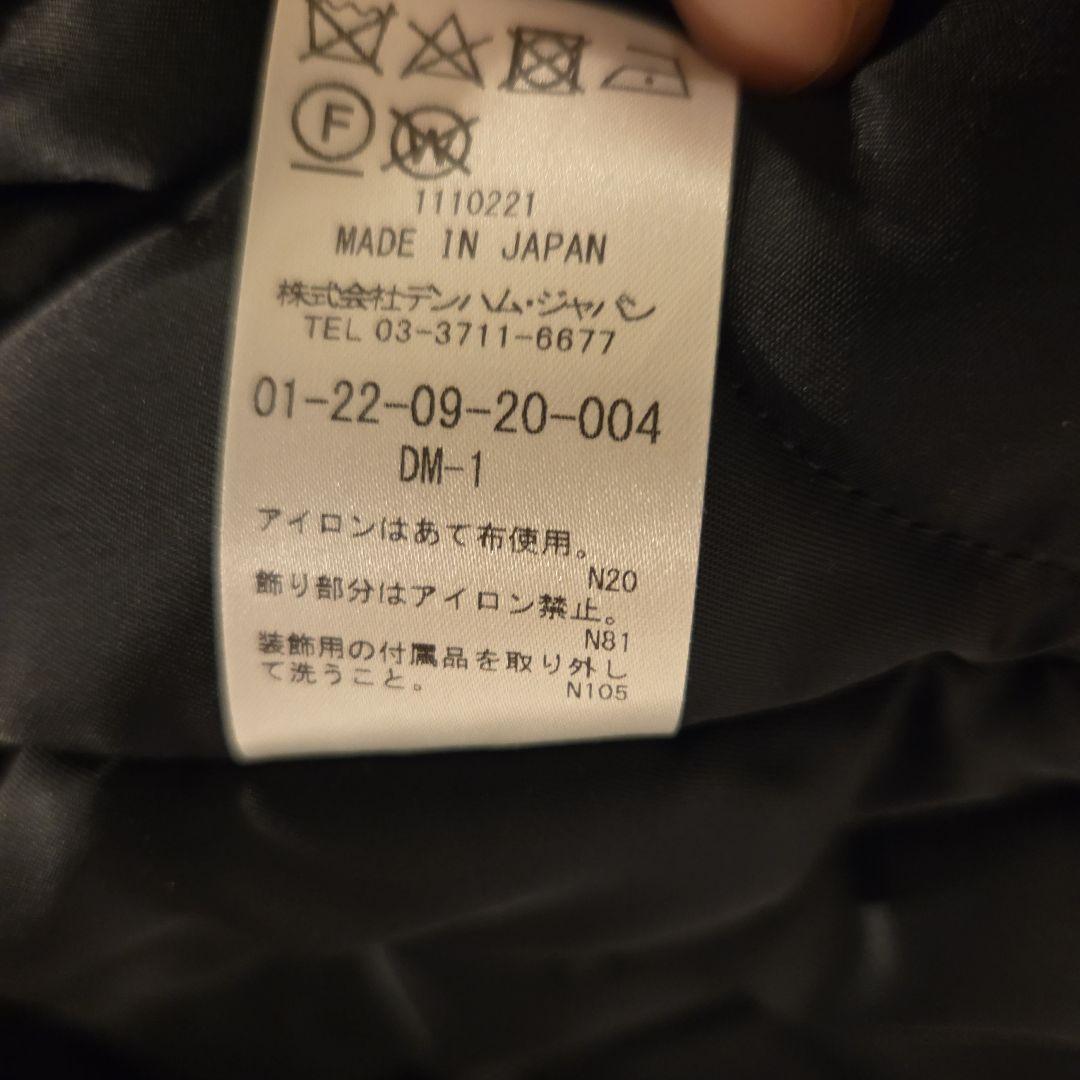 F W
1110221
MADE IN JAPAN
株式会社デンハム・ジャパン
TEL 03-3711-6677
01-22-09-20-004
DM-1
アイロンはあて布使用。
N20
飾り部分はアイロン禁止。
N81
装飾用の付属品を取り外し
て洗うこと。 N105